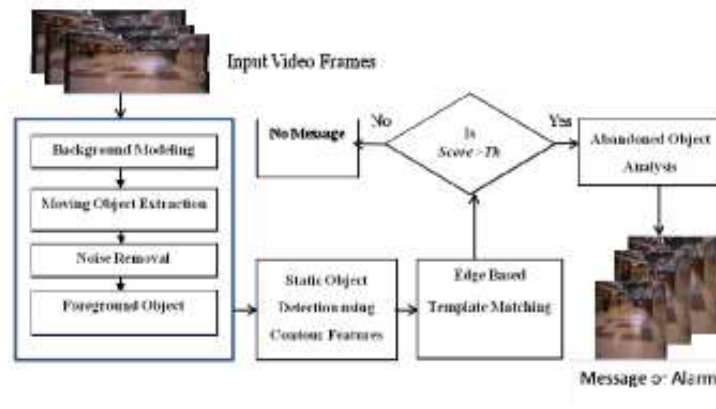 Input Video Frames
Background Modeling
Moving Object Extraction
Noise Removal
Foreground Object
Static Object
Detection using
Contour Features
Edge Based
Template Matching
Is
Score>Th
No
No Message
Yes
Abandoned Object
Analysis
Message or Alarm